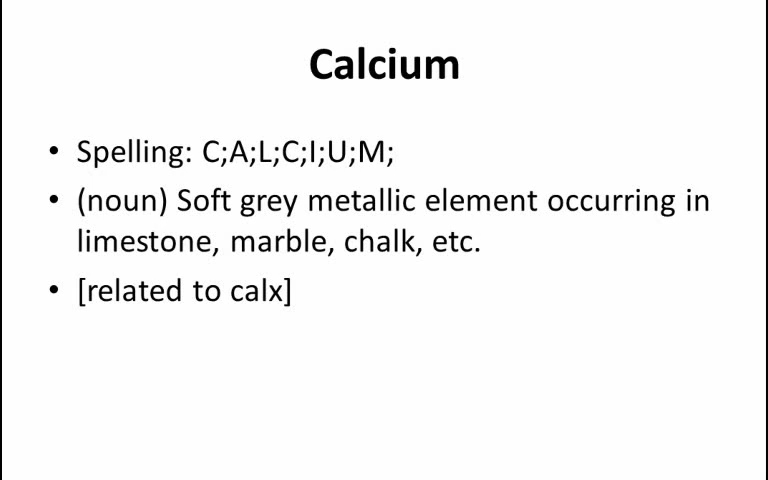 Calcium
• Spelling: C;A;L;C;I;U;M;
• (noun) Soft grey metallic element occurring in
limestone, marble, chalk, etc.
• [related to calx]